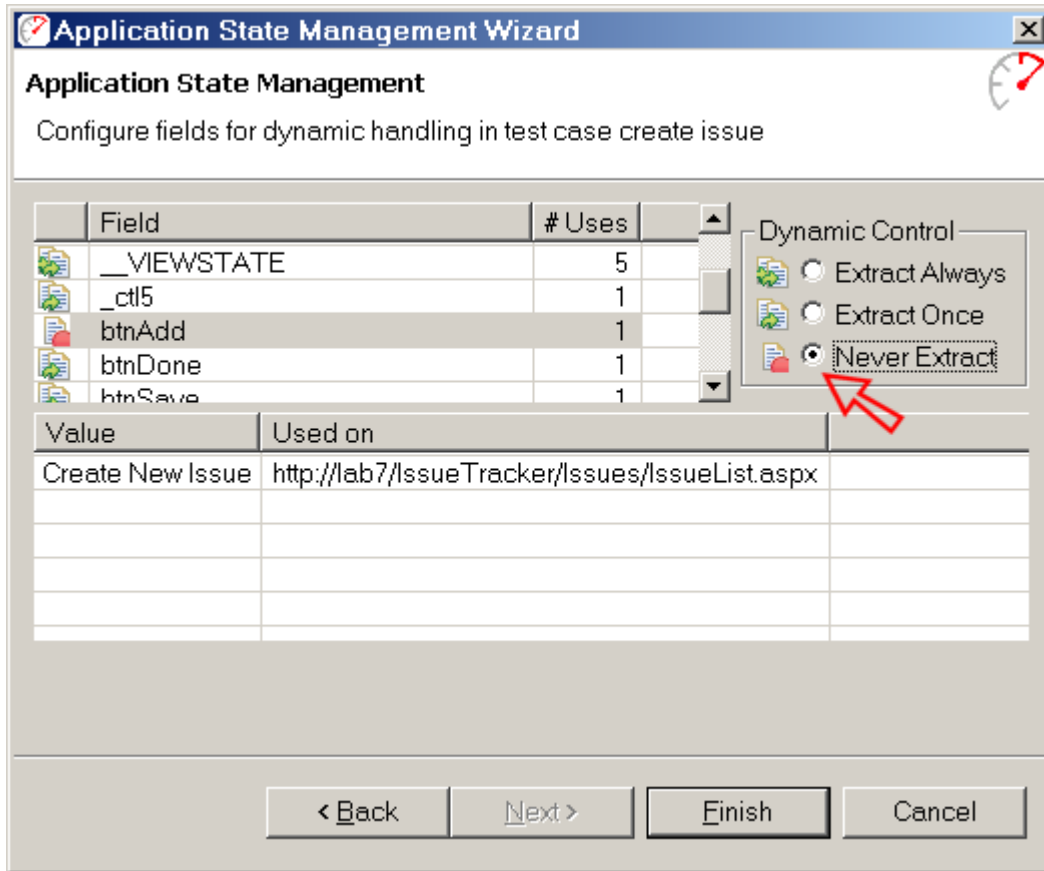 Application State Management Wizard
Application State Management
Configure fields for dynamic handling in test case create issue
Field # Uses
__VIEWSTATE 5
_ctl5 1
btnAdd 1
btnDone 1
btnSave 1
Dynamic Control
Extract Always
Extract Once
Never Extract
Value Used on
Create New Issue http://lab7/IssueTracker/Issues/IssueList.aspx
< Back Next > Finish Cancel